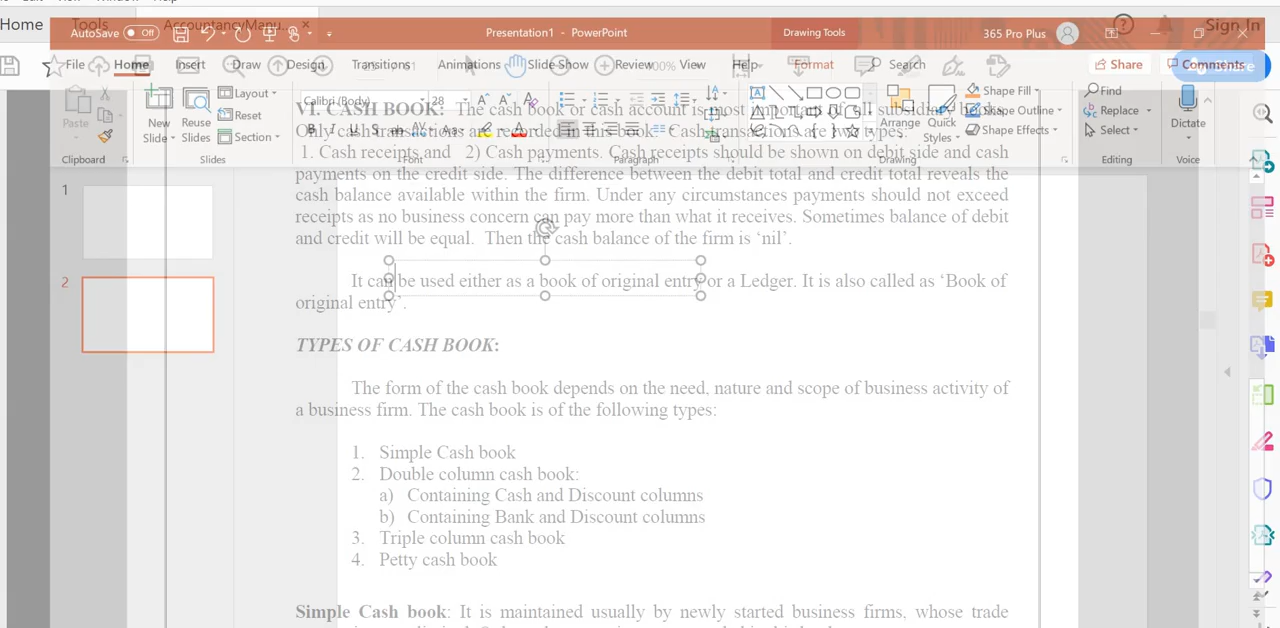 Home Tools AccountancyManu... × Sign In
AutoSave Off Presentation1 - PowerPoint Drawing Tools 365 Pro Plus
File Home Insert Draw Design Transitions Animations Slide Show Review View Help Format Search Share Comments
Paste New Slide Reuse Slides Layout Reset Section Calibri (Body) 28 Arrange Quick Styles Shape Fill Shape Outline Shape Effects Find Replace Select Dictate
Clipboard Slides Font Paragraph Drawing Editing Voice
1
2
VI. CASH BOOK: The cash book or cash account is most important of all subsidiary books.
Only cash transactions are recorded in this book. Cash transactions are two types:
1. Cash receipts and 2) Cash payments. Cash receipts should be shown on debit side and cash
payments on the credit side. The difference between the debit total and credit total reveals the
cash balance available within the firm. Under any circumstances payments should not exceed
receipts as no business concern can pay more than what it receives. Sometimes balance of debit
and credit will be equal. Then the cash balance of the firm is ‘nil’.
It can be used either as a book of original entry or a Ledger. It is also called as ‘Book of
original entry’.
TYPES OF CASH BOOK:
The form of the cash book depends on the need, nature and scope of business activity of
a business firm. The cash book is of the following types:
1. Simple Cash book
2. Double column cash book:
a) Containing Cash and Discount columns
b) Containing Bank and Discount columns
3. Triple column cash book
4. Petty cash book
Simple Cash book: It is maintained usually by newly started business firms, whose trade